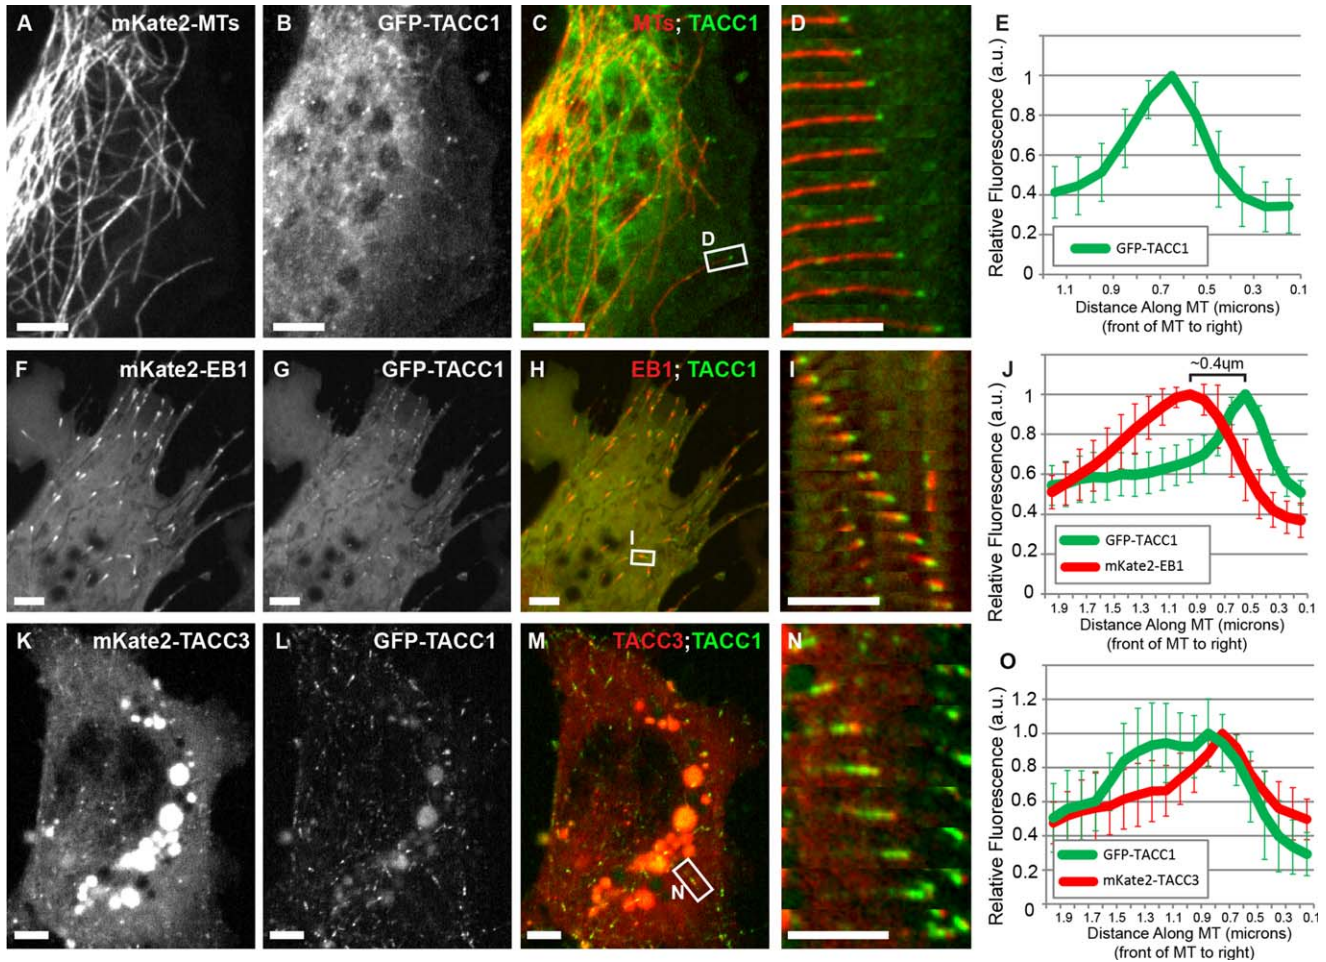 A mKate2-MTs
B GFP-TACC1
C MTs; TACC1
D
D
E
Relative Fluorescence (a.u.)
1
0.8
0.6
0.4
0.2
0
GFP-TACC1
1.1 0.9 0.7 0.5 0.3 0.1
Distance Along MT (microns)
(front of MT to right)
F mKate2-EB1
G GFP-TACC1
H EB1; TACC1
I
I
J
~0.4um
Relative Fluorescence (a.u.)
1
0.8
0.6
0.4
0.2
0
GFP-TACC1
mKate2-EB1
1.9 1.7 1.5 1.3 1.1 0.9 0.7 0.5 0.3 0.1
Distance Along MT (microns)
(front of MT to right)
K mKate2-TACC3
L GFP-TACC1
M TACC3;TACC1
N
N
O
Relative Fluorescence (a.u.)
1.2
1.0
0.8
0.6
0.4
0.2
0
GFP-TACC1
mKate2-TACC3
1.9 1.7 1.5 1.3 1.1 0.9 0.7 0.5 0.3 0.1
Distance Along MT (microns)
(front of MT to right)